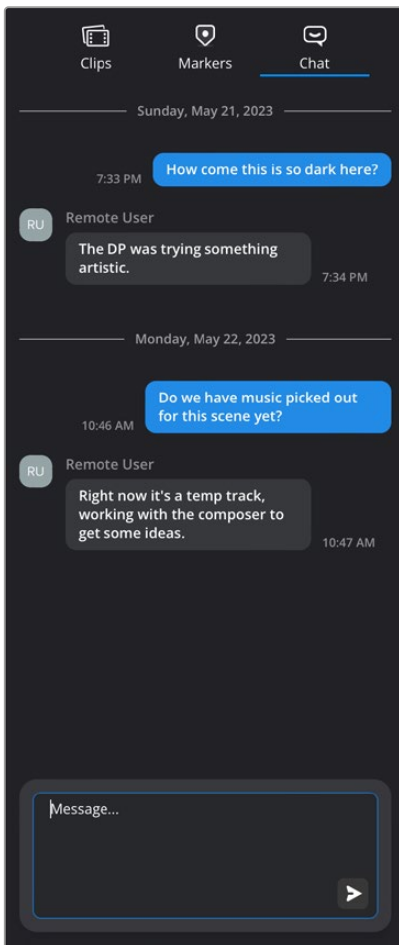 Clips Markers Chat
Sunday, May 21, 2023
How come this is so dark here?
7:33 PM
RU
Remote User
The DP was trying something
artistic.
7:34 PM
Monday, May 22, 2023
Do we have music picked out
for this scene yet?
10:46 AM
RU
Remote User
Right now it's a temp track,
working with the composer to
get some ideas.
10:47 AM
Message...